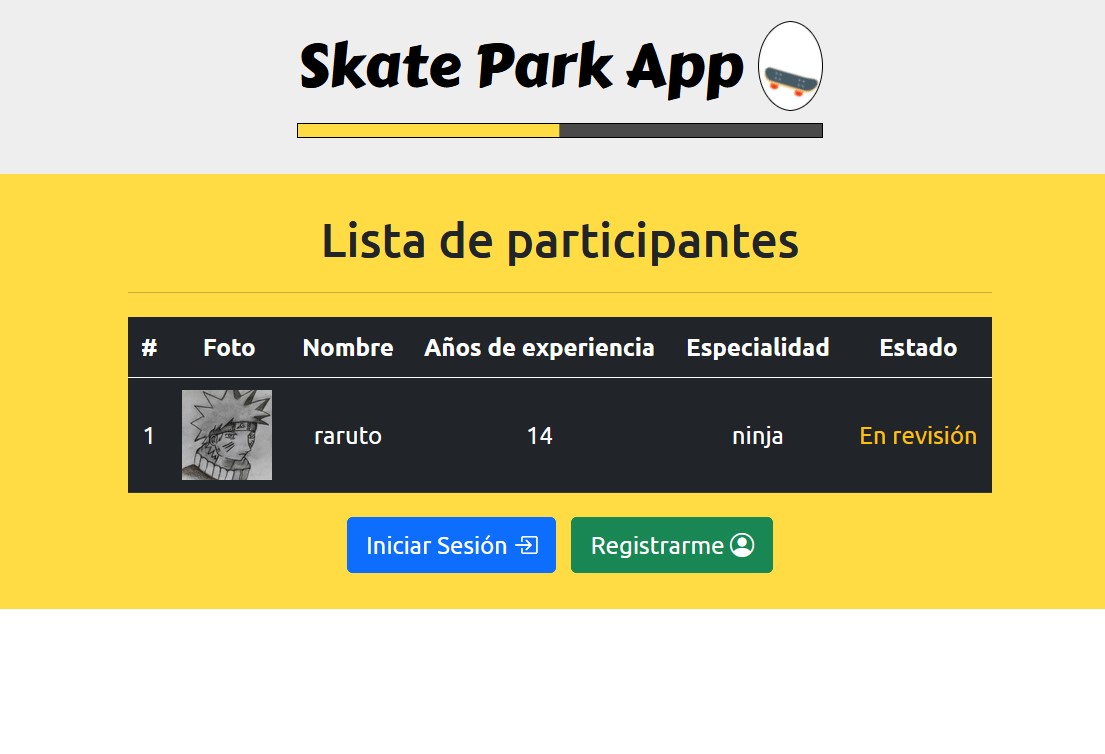 Skate Park App
Lista de participantes
# Foto Nombre Años de experiencia Especialidad Estado
1 raruto 14 ninja En revisión
Iniciar Sesión Registrarme